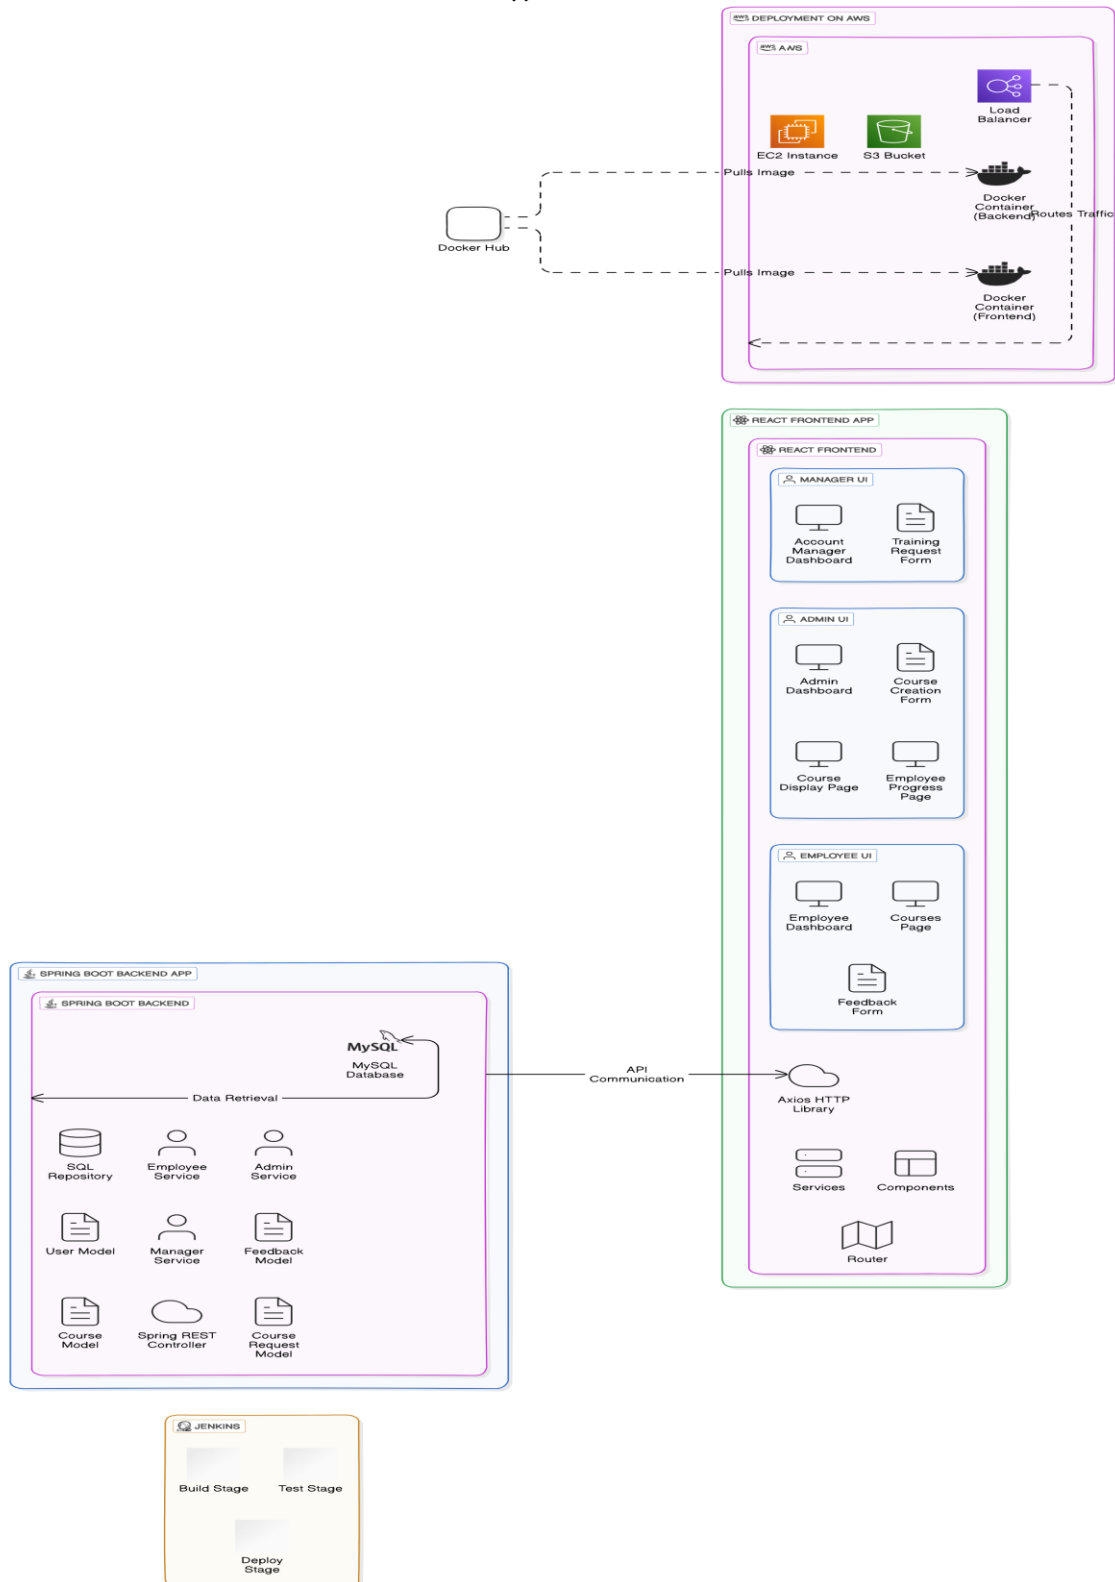 aws DEPLOYMENT ON AWS
aws AWS
Load
Balancer
EC2 Instance
S3 Bucket
Pulls Image
Docker
Container
(Backend)
Routes Traffic
Docker Hub
Pulls Image
Docker
Container
(Frontend)
REACT FRONTEND APP
REACT FRONTEND
MANAGER UI
Account
Manager
Dashboard
Training
Request
Form
ADMIN UI
Admin
Dashboard
Course
Creation
Form
Course
Display Page
Employee
Progress
Page
EMPLOYEE UI
Employee
Dashboard
Courses
Page
Feedback
Form
SPRING BOOT BACKEND APP
SPRING BOOT BACKEND
MySQL
MySQL
Database
API
Communication
Data Retrieval
Axios HTTP
Library
SQL
Repository
Employee
Service
Admin
Service
Services
Components
User Model
Manager
Service
Feedback
Model
Router
Course
Model
Spring REST
Controller
Course
Request
Model
JENKINS
Build Stage
Test Stage
Deploy
Stage